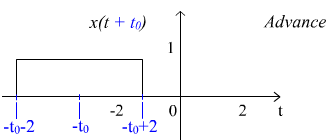 x(t + t₀) Advance
1
-2 0 2 t
-t₀-2 -t₀ -t₀+2